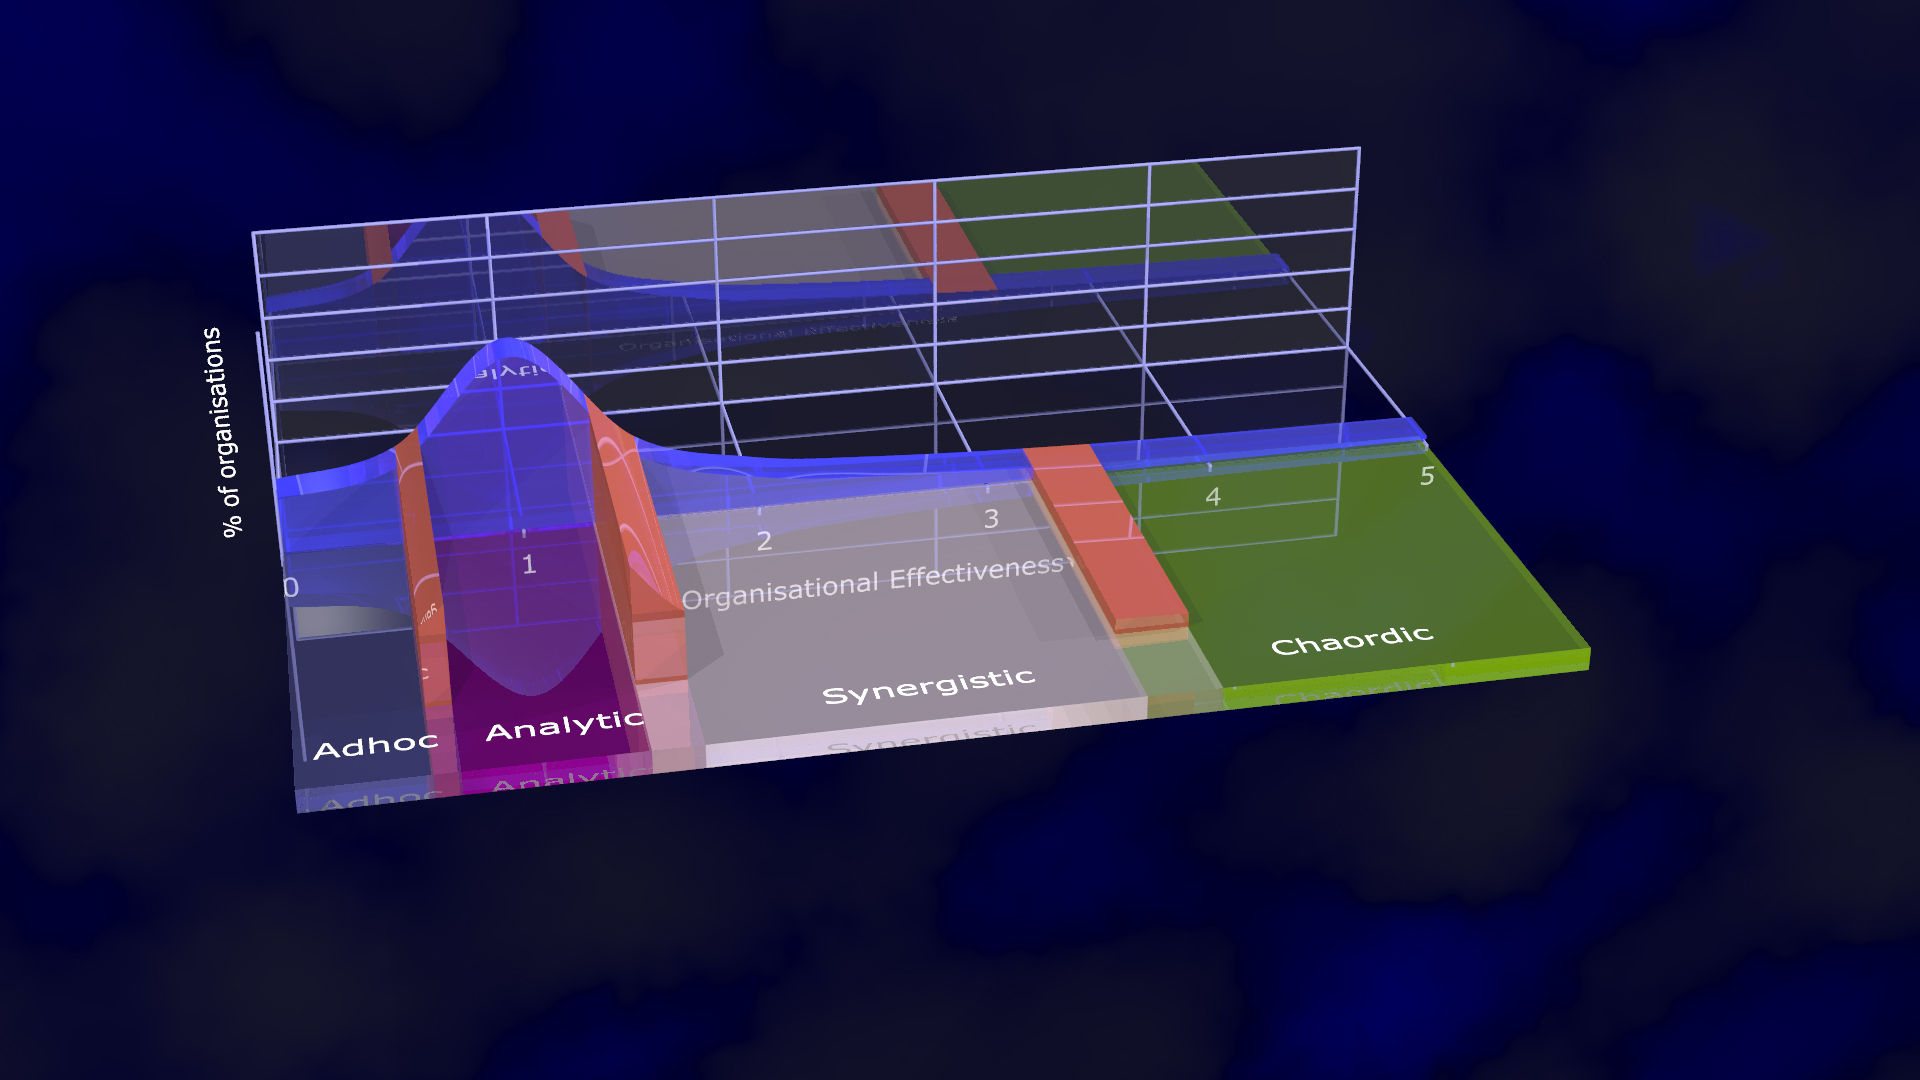 % of organisations
0
1
2
3
4
5
Organisational Effectiveness
Adhoc
Analytic
Synergistic
Chaordic